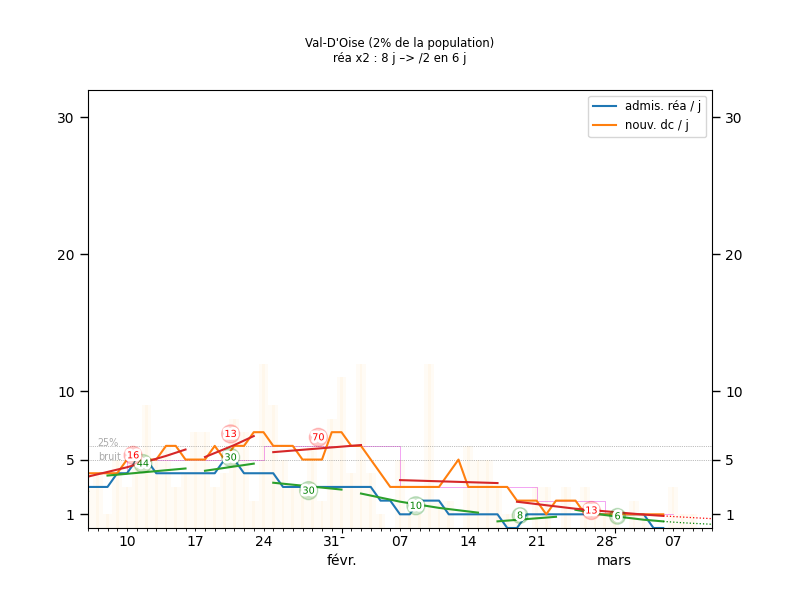 Val-D'Oise (2% de la population)
réa x2 : 8 j –> /2 en 6 j
admis. réa / j
nouv. dc / j
30 30
20 20
10 10
25%
bruit
5 5
1 1
16 44 13 30 70 30 10 8 13 6
10 17 24 31 07 14 21 28 07
févr. mars